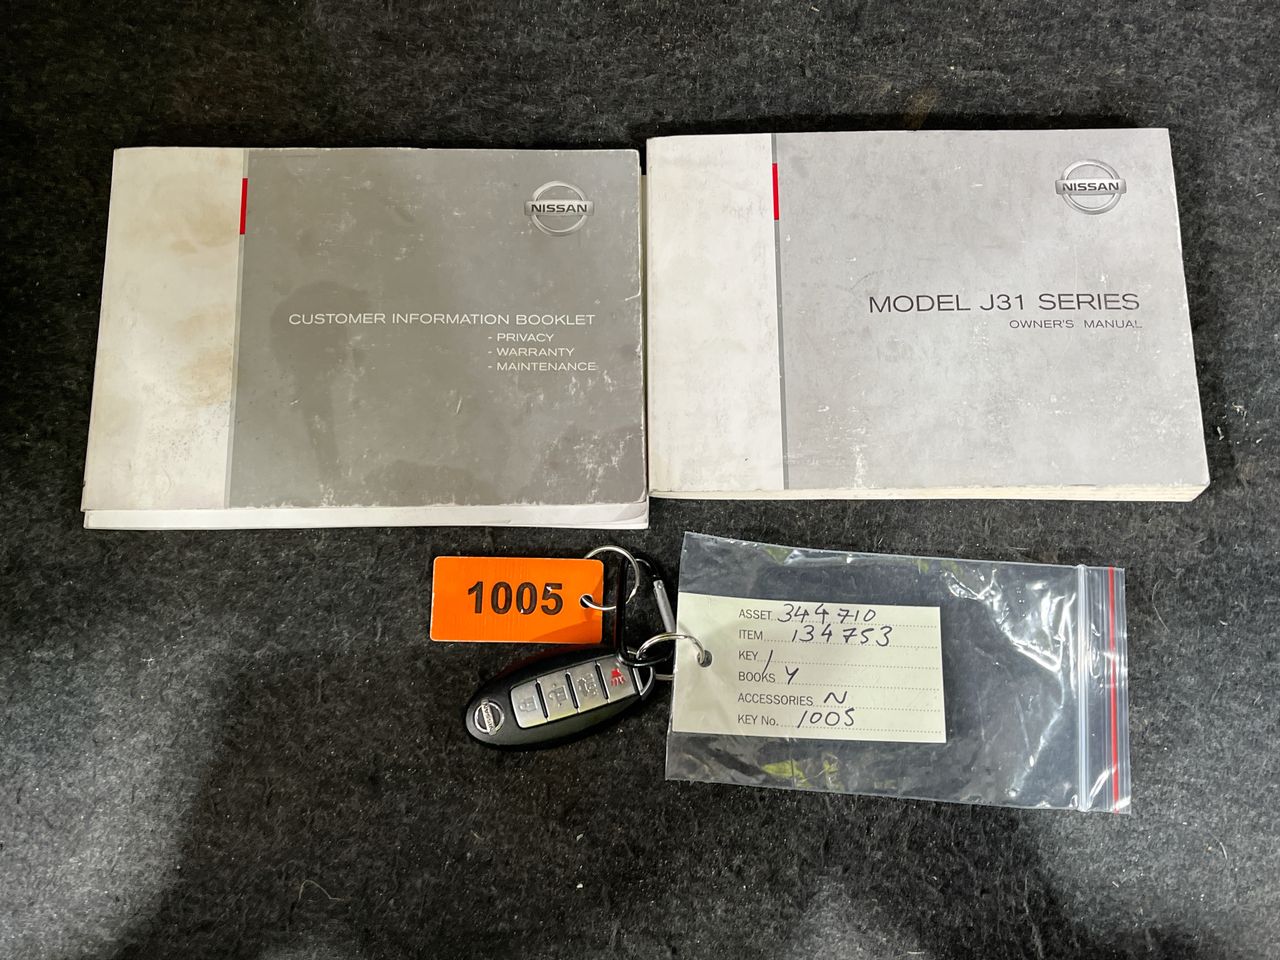 NISSAN
CUSTOMER INFORMATION BOOKLET
- PRIVACY
- WARRANTY
- MAINTENANCE
NISSAN
MODEL J31 SERIES
OWNER'S MANUAL
1005
ASSET 344710
ITEM 134753
KEY 1
BOOKS Y
ACCESSORIES N
KEY No. 1005
NISSAN